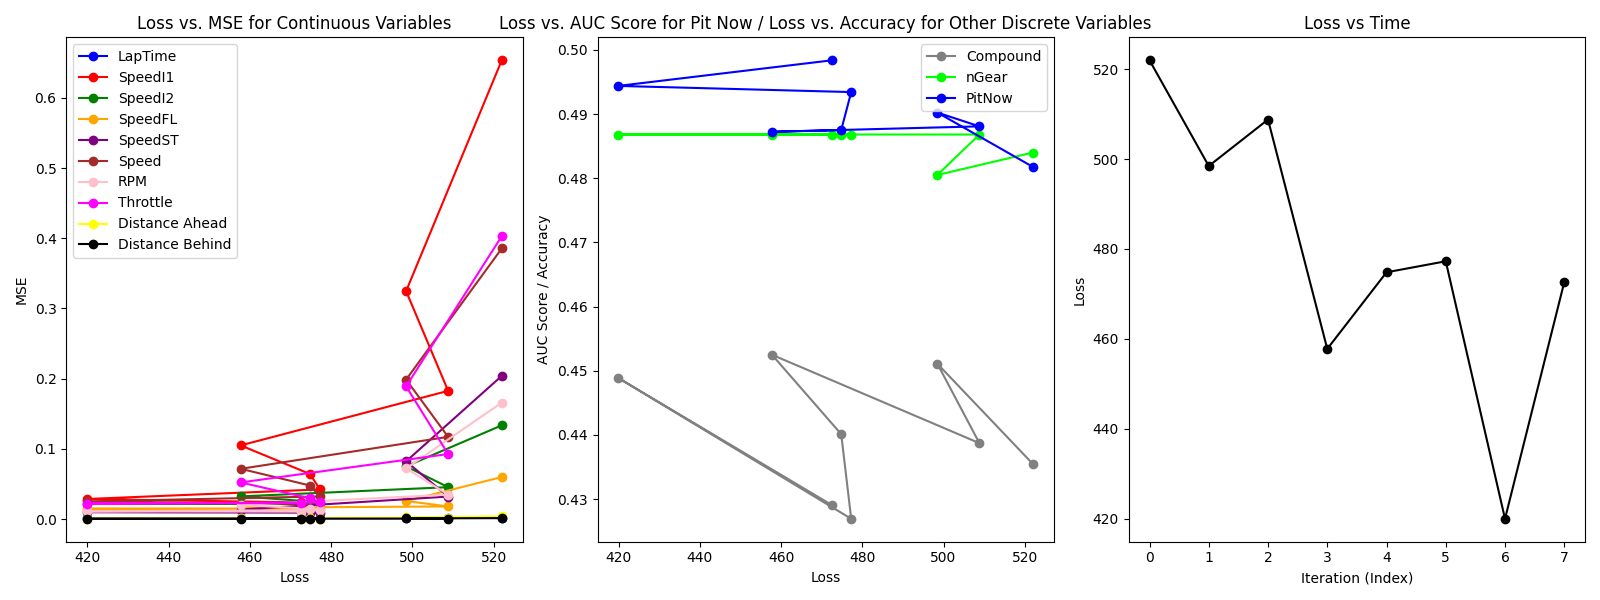 Loss vs. MSE for Continuous Variables
MSE
0.6
0.5
0.4
0.3
0.2
0.1
0.0
LapTime
SpeedI1
SpeedI2
SpeedFL
SpeedST
Speed
RPM
Throttle
Distance Ahead
Distance Behind
420 440 460 480 500 520
Loss
Loss vs. AUC Score for Pit Now / Loss vs. Accuracy for Other Discrete Variables
AUC Score / Accuracy
0.50
0.49
0.48
0.47
0.46
0.45
0.44
0.43
Compound
nGear
PitNow
420 440 460 480 500 520
Loss
Loss vs Time
Loss
520
500
480
460
440
420
0 1 2 3 4 5 6 7
Iteration (Index)